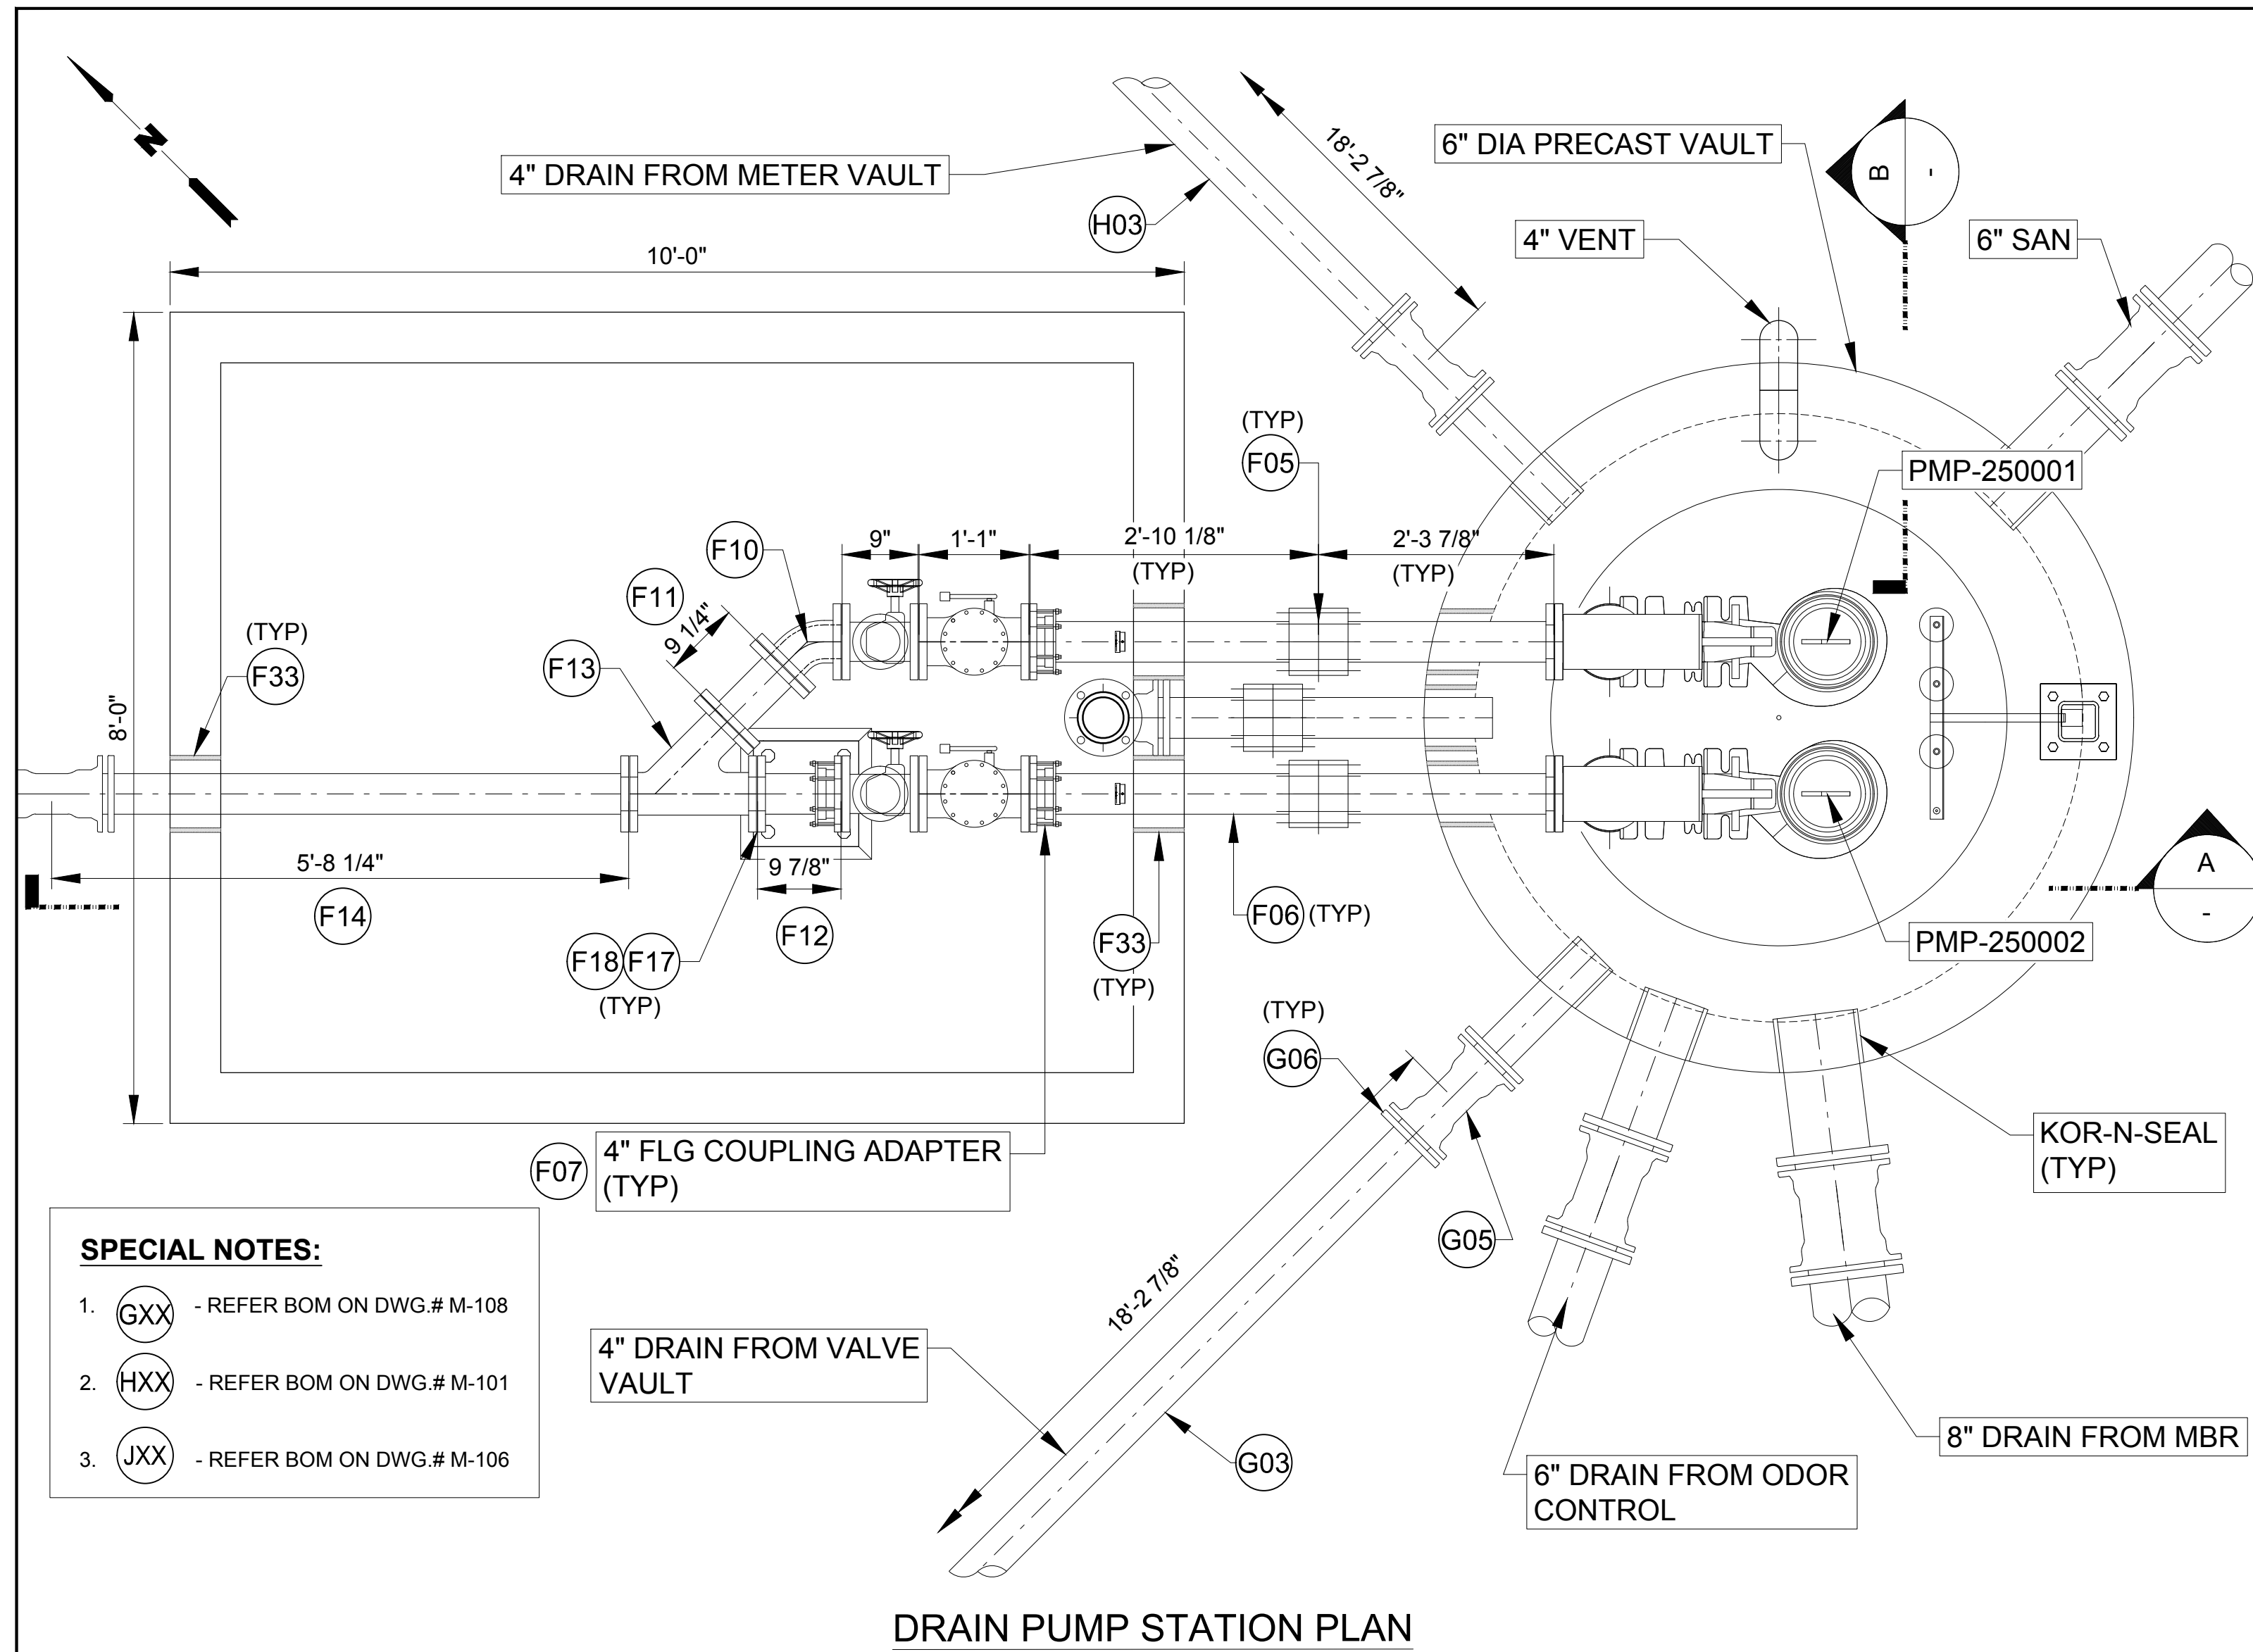 N
4" DRAIN FROM METER VAULT
H03
18'-2 7/8"
6" DIA PRECAST VAULT
B
-
4" VENT
6" SAN
10'-0"
8'-0"
(TYP)
F05
PMP-250001
F10
F11
9 1/4"
9"
1'-1"
2'-10 1/8"
(TYP)
2'-3 7/8"
(TYP)
(TYP)
F33
F13
5'-8 1/4"
F14
9 7/8"
F12
F18
F17
(TYP)
F33
(TYP)
F06
(TYP)
A
-
PMP-250002
(TYP)
G06
F07
4" FLG COUPLING ADAPTER
(TYP)
KOR-N-SEAL
(TYP)
G05
18'-2 7/8"
SPECIAL NOTES:
1. GXX - REFER BOM ON DWG.# M-108
2. HXX - REFER BOM ON DWG.# M-101
3. JXX - REFER BOM ON DWG.# M-106
4" DRAIN FROM VALVE
VAULT
G03
6" DRAIN FROM ODOR
CONTROL
8" DRAIN FROM MBR
DRAIN PUMP STATION PLAN